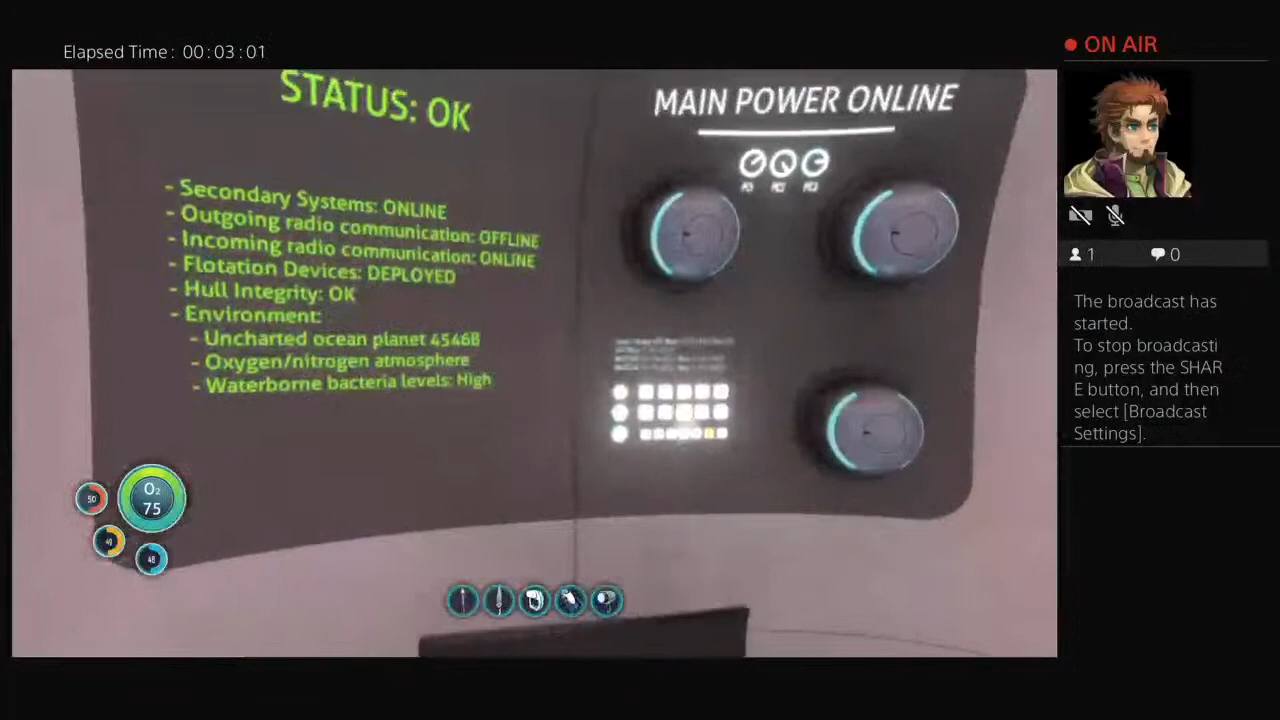 Elapsed Time: 00:03:01
ON AIR
STATUS: OK
MAIN POWER ONLINE
- Secondary Systems: ONLINE
- Outgoing radio communication: OFFLINE
- Incoming radio communication: ONLINE
- Flotation Devices: DEPLOYED
- Hull Integrity: OK
- Environment:
- Uncharted ocean planet 4546B
- Oxygen/nitrogen atmosphere
- Waterborne bacteria levels: High
1
0
The broadcast has
started.
To stop broadcasti
ng, press the SHAR
E button, and then
select [Broadcast
Settings].
50
O2
75
48